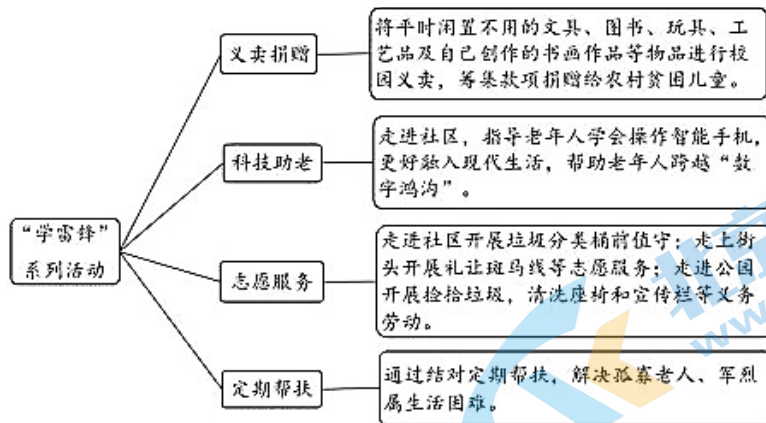 义卖捐赠
将平时闲置不用的文具、图书、玩具、工
艺品及自己创作的书画作品等物品进行校
园义卖，筹集款项捐赠给农村贫困儿童。
科技助老
走进社区，指导老年人学会操作智能手机，
更好融入现代生活，帮助老年人跨越“数
字鸿沟”。
“学雷锋”
系列活动
志愿服务
走进社区开展垃圾分类桶前值守；走上街
头开展礼让斑马线等志愿服务；走进公园
开展捡拾垃圾，清洗座椅和宣传栏等义务
劳动。
定期帮扶
通过结对定期帮扶，解决孤寡老人、军烈
属生活困难。